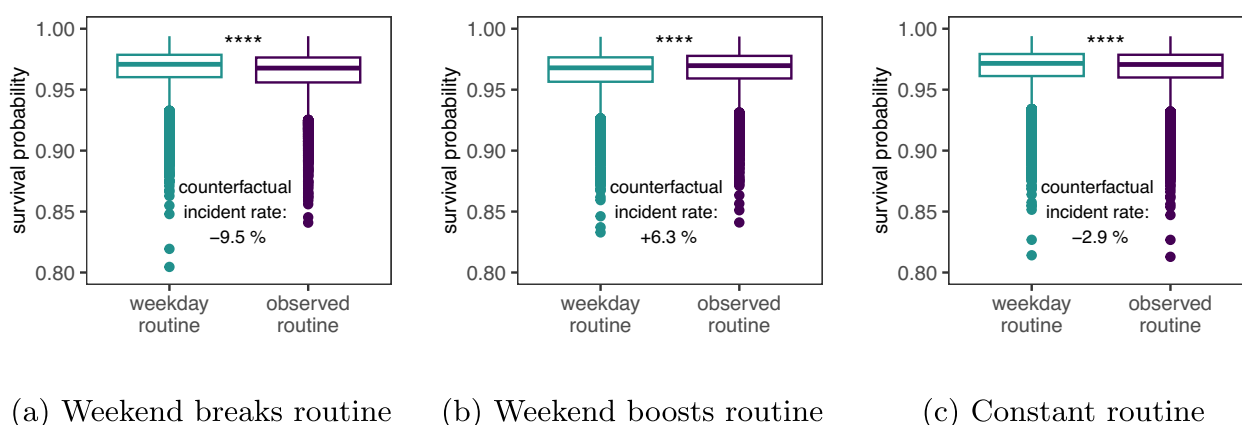 survival probability
1.00
0.95
0.90
0.85
0.80
****
counterfactual
incident rate:
−9.5 %
weekday
routine
observed
routine
(a) Weekend breaks routine
survival probability
1.00
0.95
0.90
0.85
0.80
****
counterfactual
incident rate:
+6.3 %
weekday
routine
observed
routine
(b) Weekend boosts routine
survival probability
1.00
0.95
0.90
0.85
0.80
****
counterfactual
incident rate:
−2.9 %
weekday
routine
observed
routine
(c) Constant routine